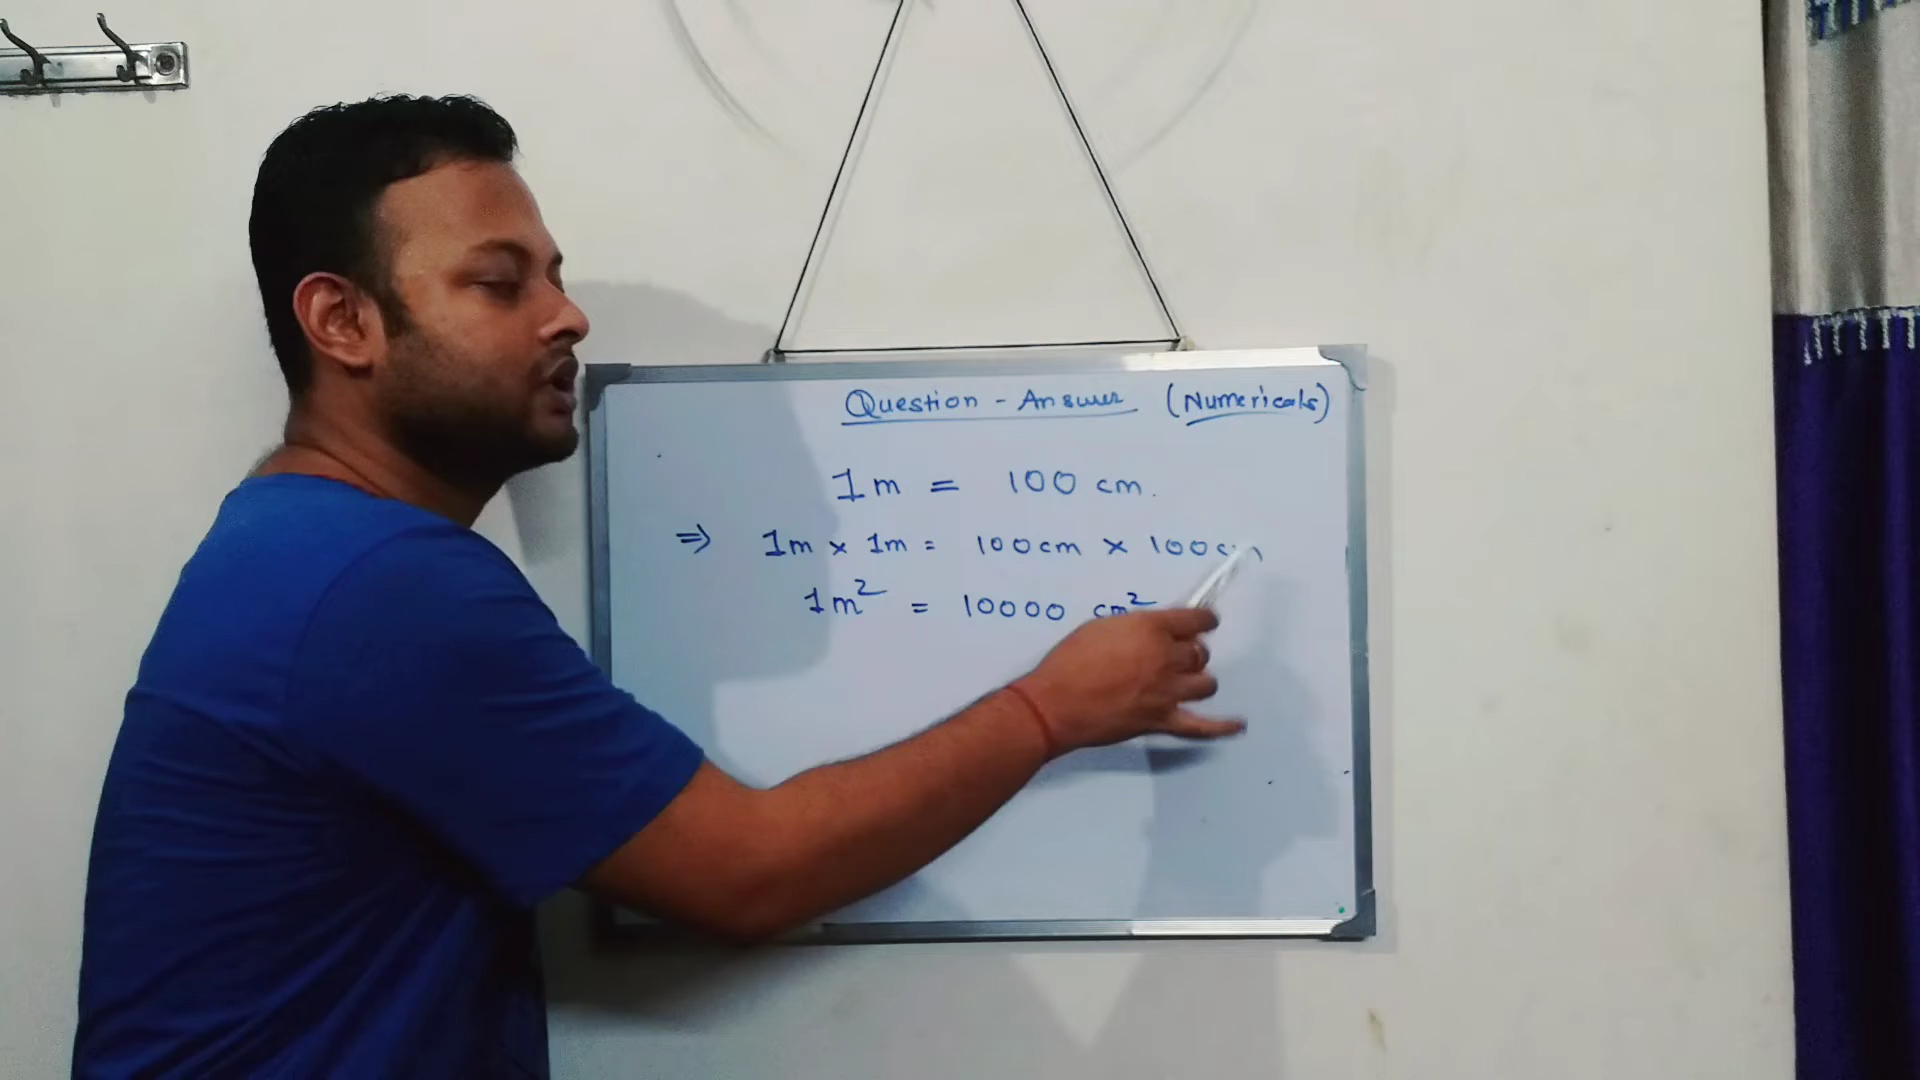 Question - Answer (Numericals)
1m = 100 cm.
⇒ 1m × 1m = 100cm × 100cm
1m² = 10000 cm²